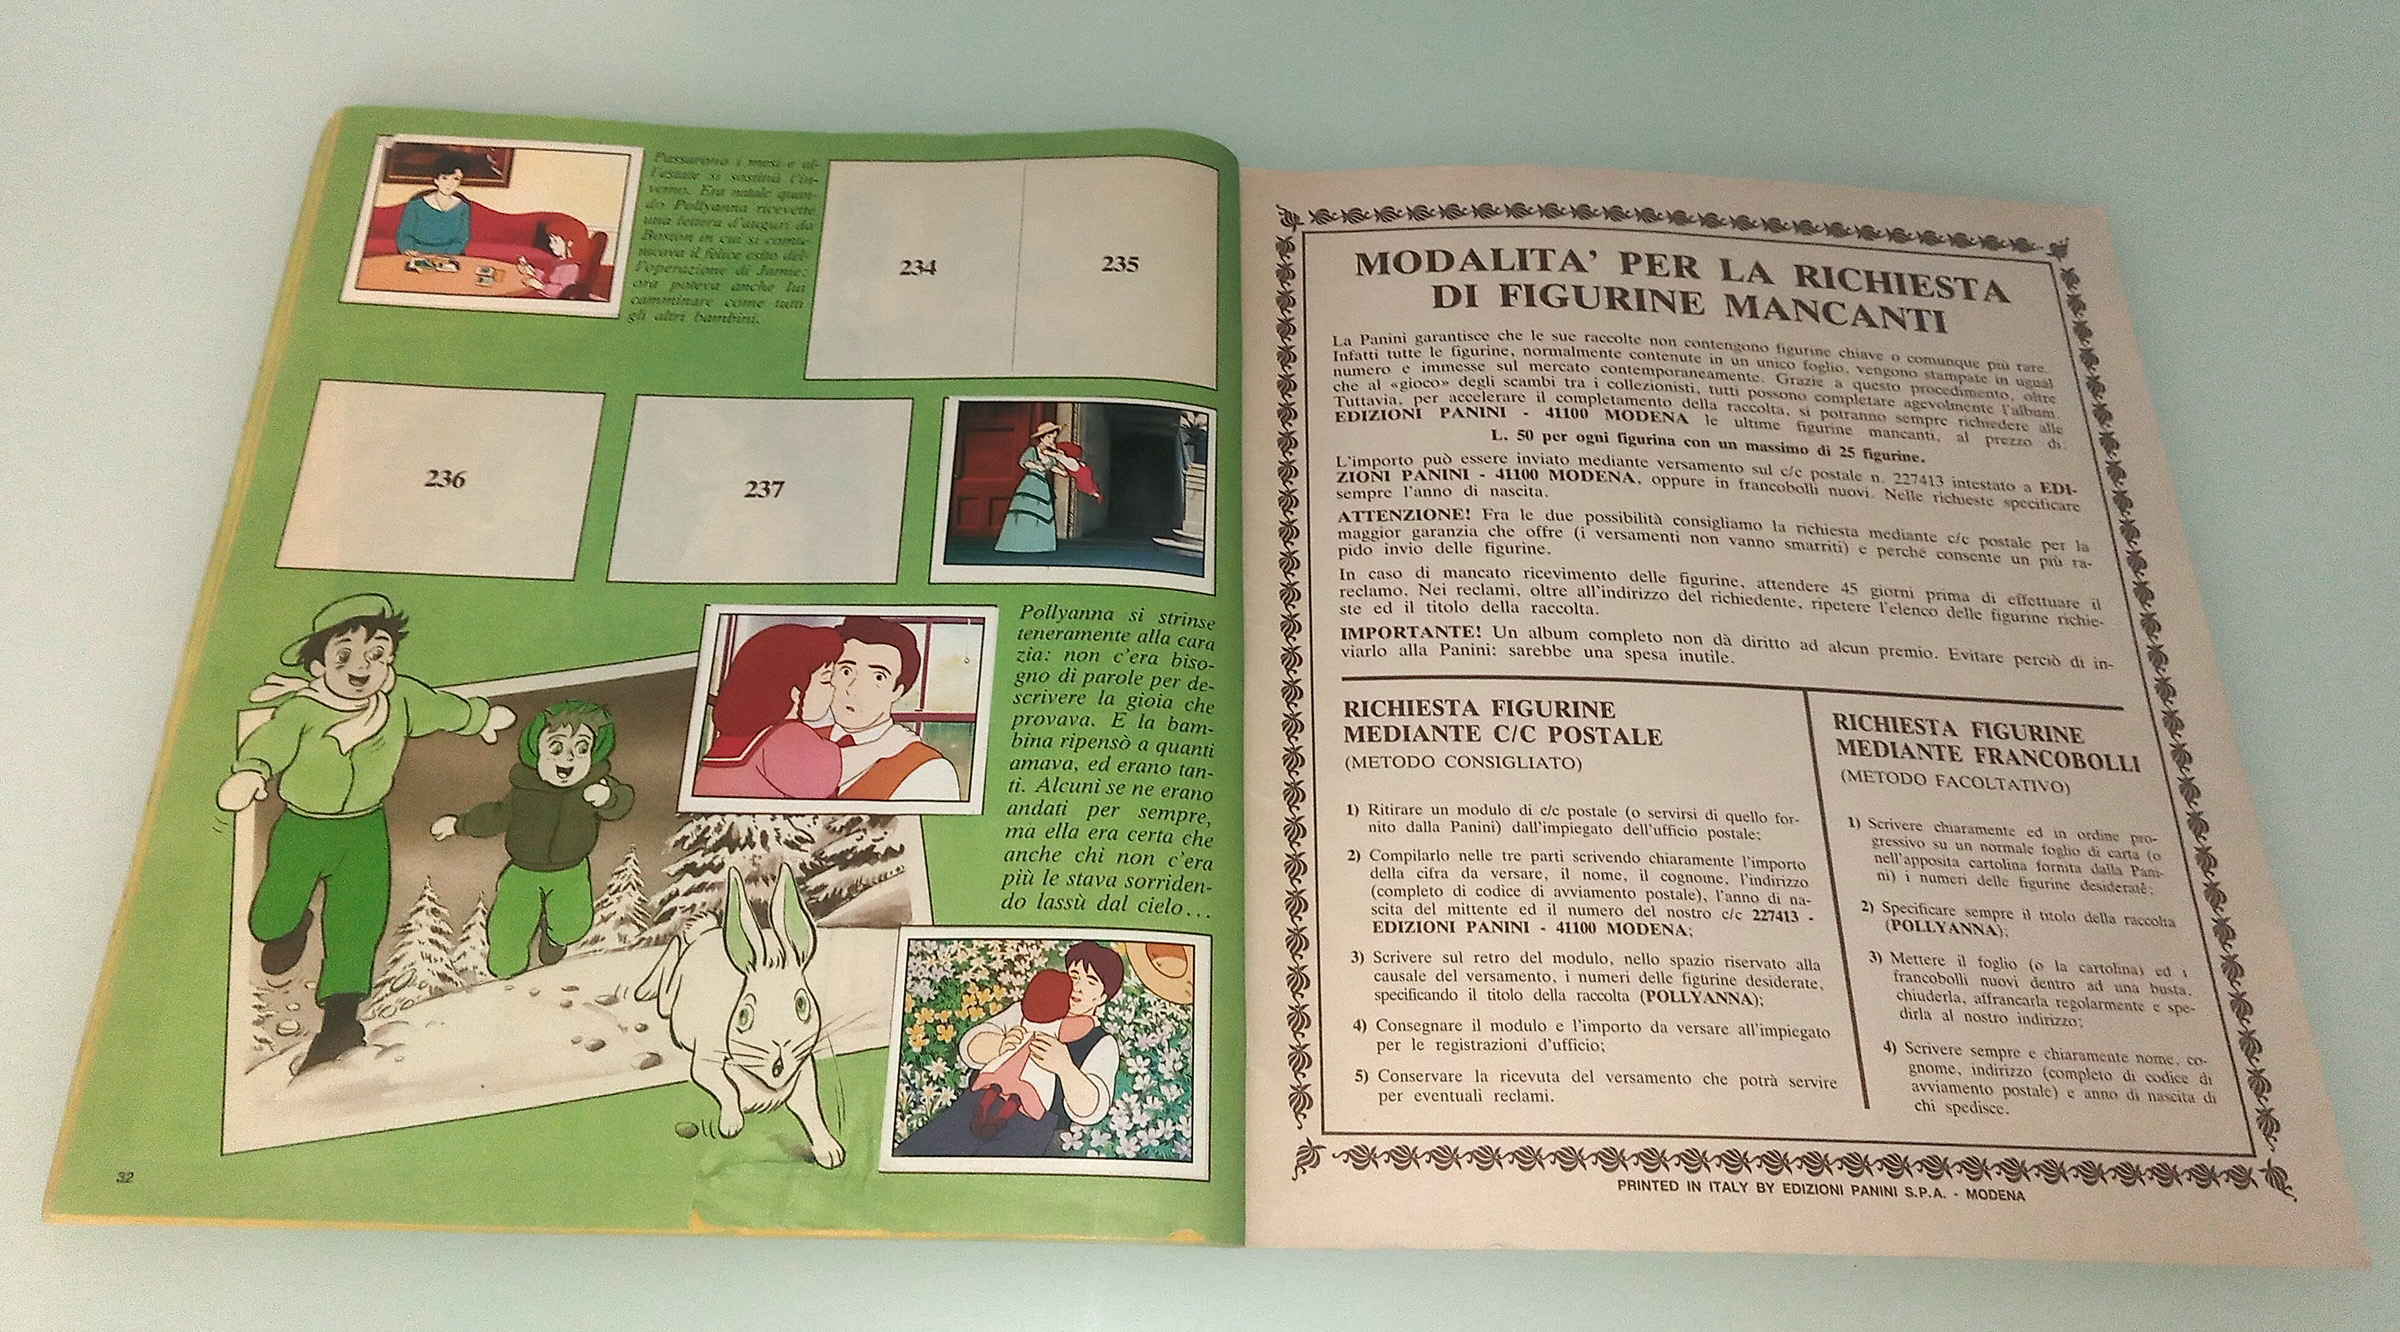 Passarono i mesi e al-
l'estate si sostituì l'in-
verno. Era natale quan-
do Pollyanna ricevette
una lettera d'auguri da
Boston in cui si comu-
nicava il felice esito del-
l'operazione di Jamie:
ora poteva anche lui
camminare come tutti
gli altri bambini.
234
235
236
237
Pollyanna si strinse
teneramente alla cara
zia: non c'era biso-
gno di parole per de-
scrivere la gioia che
provava. E la bam-
bina ripensò a quanti
amava, ed erano tan-
ti. Alcuni se ne erano
andati per sempre,
ma ella era certa che
anche chi non c'era
più le stava sorriden-
do lassù dal cielo...
32
MODALITA' PER LA RICHIESTA
DI FIGURINE MANCANTI
La Panini garantisce che le sue raccolte non contengono figurine chiave o comunque più rare.
Infatti tutte le figurine, normalmente contenute in un unico foglio, vengono stampate in ugual
numero e immesse sul mercato contemporaneamente. Grazie a questo procedimento, oltre
che al «gioco» degli scambi tra i collezionisti, tutti possono completare agevolmente l'album.
Tuttavia, per accelerare il completamento della raccolta, si potranno sempre richiedere alle
EDIZIONI PANINI - 41100 MODENA le ultime figurine mancanti, al prezzo di:
L. 50 per ogni figurina con un massimo di 25 figurine.
L'importo può essere inviato mediante versamento sul c/c postale n. 227413 intestato a EDI-
ZIONI PANINI - 41100 MODENA, oppure in francobolli nuovi. Nelle richieste specificare
sempre l'anno di nascita.
ATTENZIONE! Fra le due possibilità consigliamo la richiesta mediante c/c postale per la
maggior garanzia che offre (i versamenti non vanno smarriti) e perché consente un più ra-
pido invio delle figurine.
In caso di mancato ricevimento delle figurine, attendere 45 giorni prima di effettuare il
reclamo. Nei reclami, oltre all'indirizzo del richiedente, ripetere l'elenco delle figurine richie-
ste ed il titolo della raccolta.
IMPORTANTE! Un album completo non dà diritto ad alcun premio. Evitare perciò di in-
viarlo alla Panini: sarebbe una spesa inutile.
RICHIESTA FIGURINE
MEDIANTE C/C POSTALE
(METODO CONSIGLIATO)
1) Ritirare un modulo di c/c postale (o servirsi di quello for-
nito dalla Panini) dall'impiegato dell'ufficio postale;
2) Compilarlo nelle tre parti scrivendo chiaramente l'importo
della cifra da versare, il nome, il cognome, l'indirizzo
(completo di codice di avviamento postale), l'anno di na-
scita del mittente ed il numero del nostro c/c 227413 -
EDIZIONI PANINI - 41100 MODENA;
3) Scrivere sul retro del modulo, nello spazio riservato alla
causale del versamento, i numeri delle figurine desiderate,
specificando il titolo della raccolta (POLLYANNA);
4) Consegnare il modulo e l'importo da versare all'impiegato
per le registrazioni d'ufficio;
5) Conservare la ricevuta del versamento che potrà servire
per eventuali reclami.
RICHIESTA FIGURINE
MEDIANTE FRANCOBOLLI
(METODO FACOLTATIVO)
1) Scrivere chiaramente ed in ordine pro-
gressivo su un normale foglio di carta (o
nell'apposita cartolina fornita dalla Pani-
ni) i numeri delle figurine desiderate;
2) Specificare sempre il titolo della raccolta
(POLLYANNA);
3) Mettere il foglio (o la cartolina) ed i
francobolli nuovi dentro ad una busta,
chiuderla, affrancarla regolarmente e spe-
dirla al nostro indirizzo;
4) Scrivere sempre e chiaramente nome, co-
gnome, indirizzo (completo di codice di
avviamento postale) e anno di nascita di
chi spedisce.
PRINTED IN ITALY BY EDIZIONI PANINI S.P.A. - MODENA